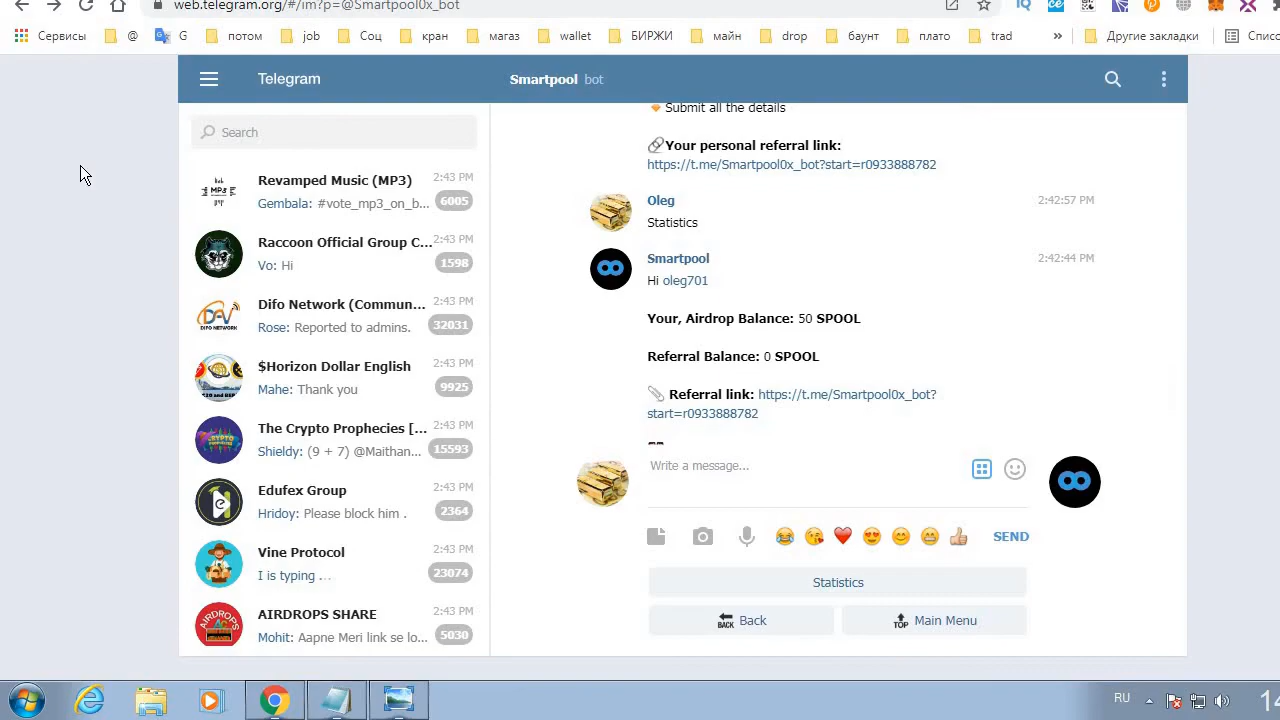 web.telegram.org/#/im?p=@Smartpool0x_bot
Сервисы @ G потом job Соц кран магаз wallet БИРЖИ майн drop баунт плато trad » Другие закладки Списо
Telegram
Smartpool bot
Search
Revamped Music (MP3) 2:43 PM
Gembala: #vote_mp3_on_b... 6005
Raccoon Official Group C... 2:43 PM
Vo: Hi 1598
Difo Network (Commun... 2:43 PM
Rose: Reported to admins. 32031
$Horizon Dollar English 2:43 PM
Mahe: Thank you 9925
The Crypto Prophecies [... 2:43 PM
Shieldy: (9 + 7) @Maithan... 15593
Edufex Group 2:43 PM
Hridoy: Please block him . 2364
Vine Protocol 2:43 PM
I is typing ... 23074
AIRDROPS SHARE 2:43 PM
Mohit: Aapne Meri link se lo... 5030
Submit all the details
Your personal referral link:
https://t.me/Smartpool0x_bot?start=r0933888782
Oleg 2:42:57 PM
Statistics
Smartpool 2:42:44 PM
Hi oleg701
Your, Airdrop Balance: 50 SPOOL
Referral Balance: 0 SPOOL
Referral link: https://t.me/Smartpool0x_bot?
start=r0933888782
Write a message...
SEND
Statistics
BACK Back TOP Main Menu
RU 14